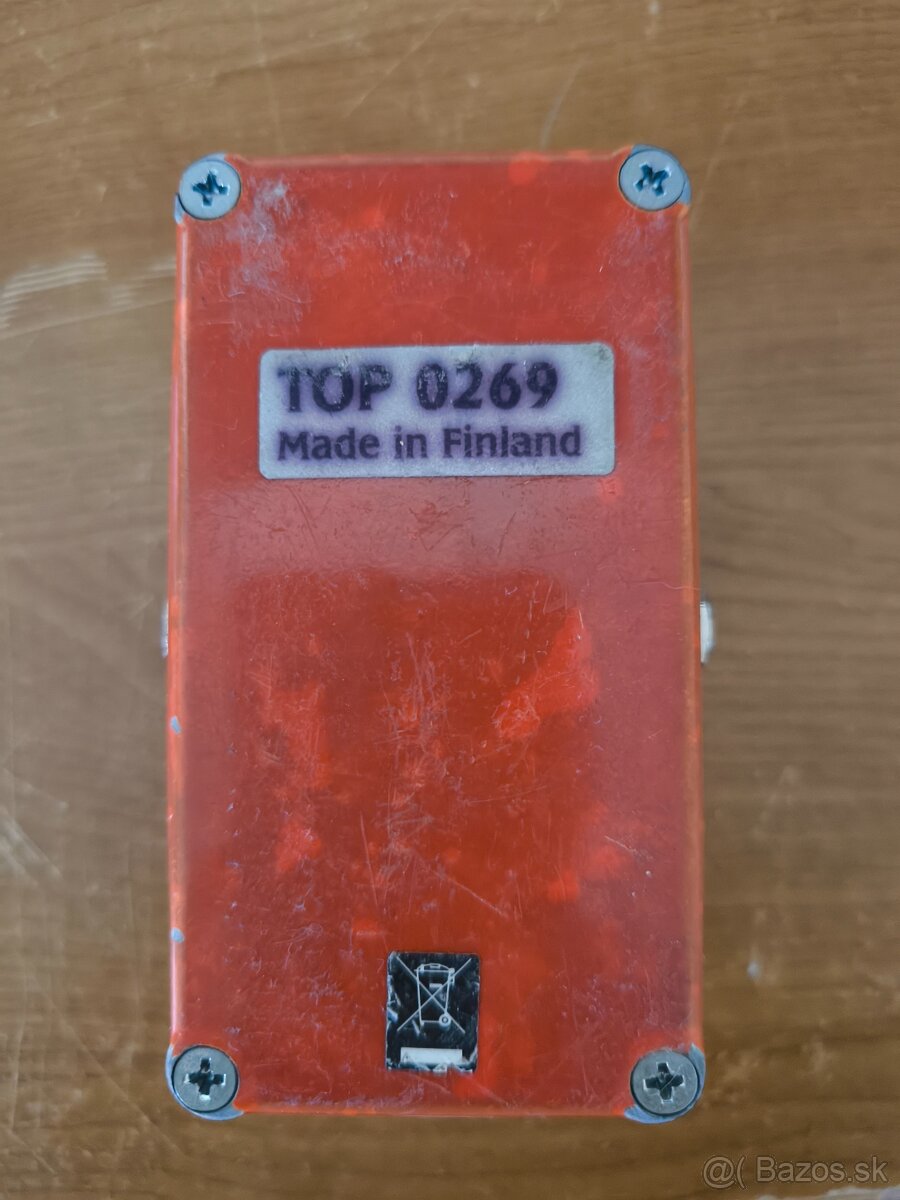 TOP 0269
Made in Finland
@( Bazos.sk